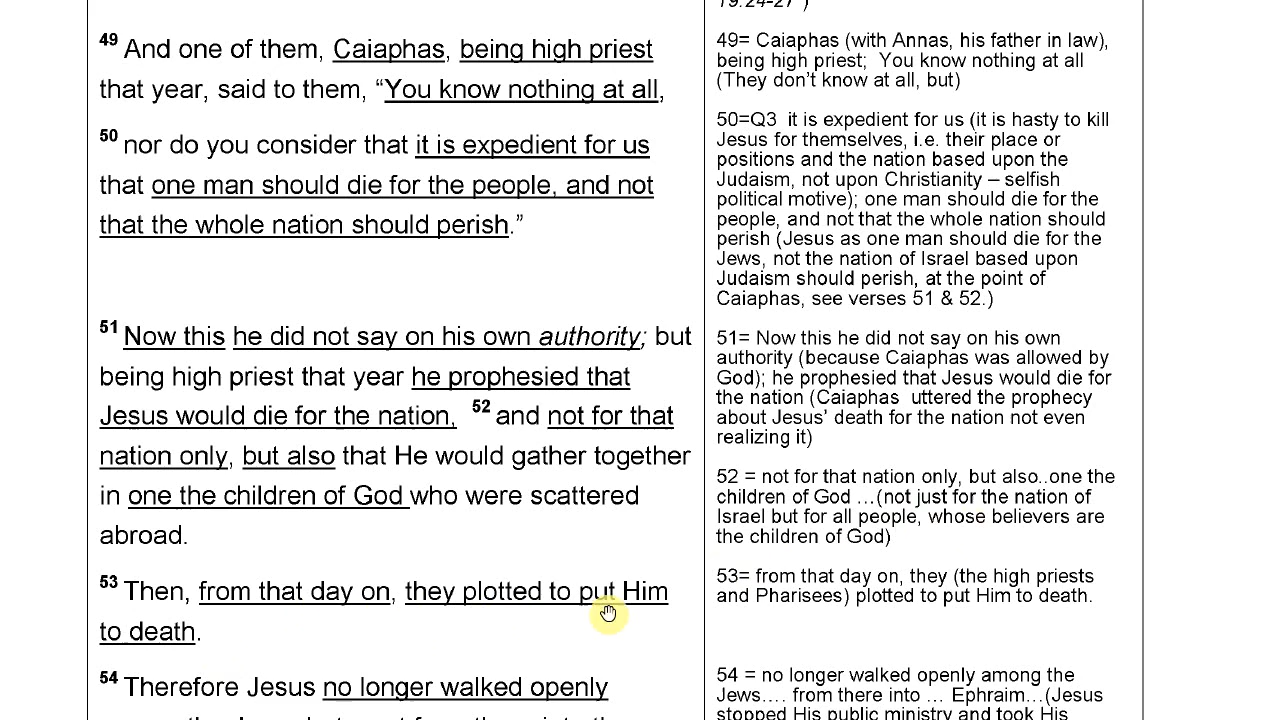 49 And one of them, Caiaphas, being high priest
that year, said to them, “You know nothing at all,
50 nor do you consider that it is expedient for us
that one man should die for the people, and not
that the whole nation should perish.”
51 Now this he did not say on his own authority; but
being high priest that year he prophesied that
Jesus would die for the nation, 52 and not for that
nation only, but also that He would gather together
in one the children of God who were scattered
abroad.
53 Then, from that day on, they plotted to put Him
to death.
54 Therefore Jesus no longer walked openly
19:24-27 )
49= Caiaphas (with Annas, his father in law),
being high priest;  You know nothing at all
(They don’t know at all, but)
50=Q3  it is expedient for us (it is hasty to kill
Jesus for themselves, i.e. their place or
positions and the nation based upon the
Judaism, not upon Christianity – selfish
political motive); one man should die for the
people, and not that the whole nation should
perish (Jesus as one man should die for the
Jews, not the nation of Israel based upon
Judaism should perish, at the point of
Caiaphas, see verses 51 & 52.)
51= Now this he did not say on his own
authority (because Caiaphas was allowed by
God); he prophesied that Jesus would die for
the nation (Caiaphas  uttered the prophecy
about Jesus’ death for the nation not even
realizing it)
52 = not for that nation only, but also..one the
children of God …(not just for the nation of
Israel but for all people, whose believers are
the children of God)
53= from that day on, they (the high priests
and Pharisees) plotted to put Him to death.
54 = no longer walked openly among the
Jews…. from there into … Ephraim…(Jesus
stopped His public ministry and took His